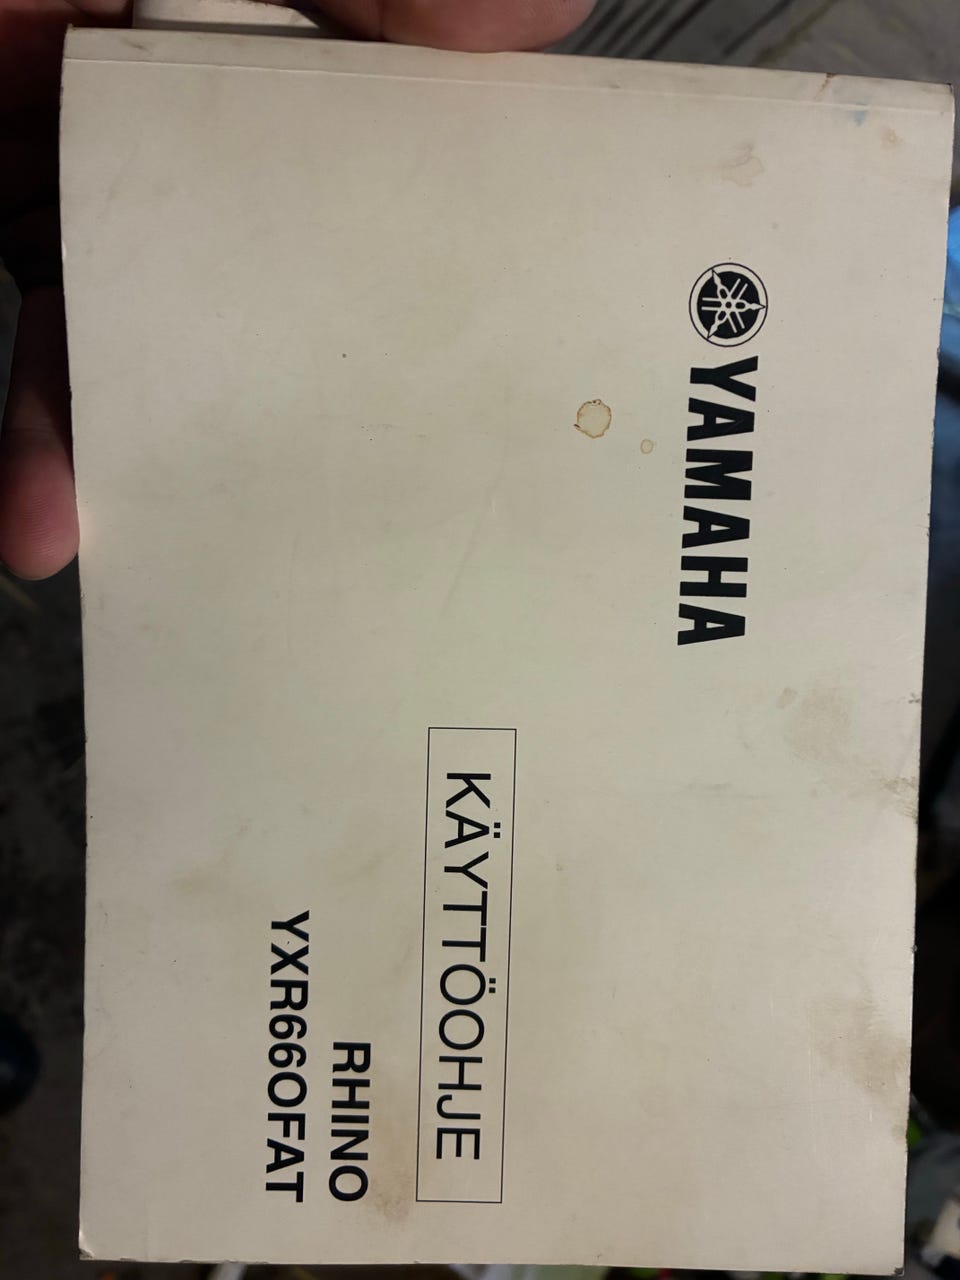 YAMAHA
KÄYTTÖOHJE
RHINO
YXR660FAT